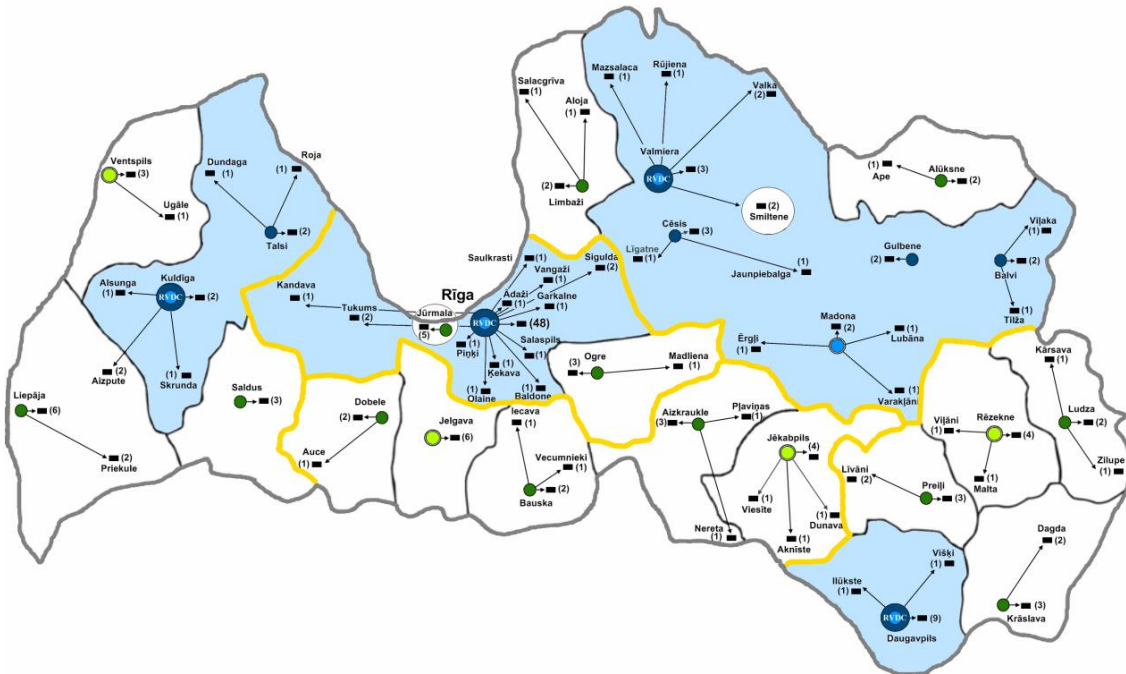 Mazsalaca
(1)
Rūjiena
(1)
Valka
(2)
Salacgrīva
(1)
Aloja
(1)
Valmiera
RVDC
(3)
(2)
Limbaži
(2)
Smiltene
Cēsis
(3)
Līgatne
(1)
(1)
Jaunpiebalga
(1)
Ape
Alūksne
(2)
Gulbene
(2)
Viļaka
(1)
(2)
Balvi
(1)
Tilža
Ventspils
(3)
Ugāle
(1)
Dundaga
(1)
Roja
(1)
(2)
Talsi
Alsunga
(1)
Kuldīga
RVDC
(2)
(2)
Aizpute
(1)
Skrunda
Kandava
(1)
Tukums
(2)
Jūrmala
(5)
Rīga
RVDC
(48)
Saulkrasti
(1)
Vangaži
(1)
Sigulda
(2)
Ādaži
(1)
Garkalne
(1)
Salaspils
(1)
(1)
Piņķi
(1)
Ķekava
(1)
Olaine
(1)
Baldone
Madona
(2)
Ērgļi
(1)
(1)
Lubāna
(1)
Varakļāni
Liepāja
(6)
(2)
Priekule
Saldus
(3)
Dobele
(2)
Auce
(1)
Jelgava
(6)
Iecava
(1)
Vecumnieki
(1)
(2)
Bauska
Ogre
(3)
Madliena
(1)
Aizkraukle
(3)
Pļaviņas
(1)
Nereta
(1)
Jēkabpils
(4)
(1)
Viesīte
(1)
Aknīste
(1)
Dunava
Līvāni
(2)
Preiļi
(3)
Viļāni
(1)
Rēzekne
(4)
(1)
Malta
Kārsava
(1)
Ludza
(2)
Zilupe
(1)
Dagda
(2)
(3)
Krāslava
Višķi
(1)
Ilūkste
(1)
RVDC
(9)
Daugavpils